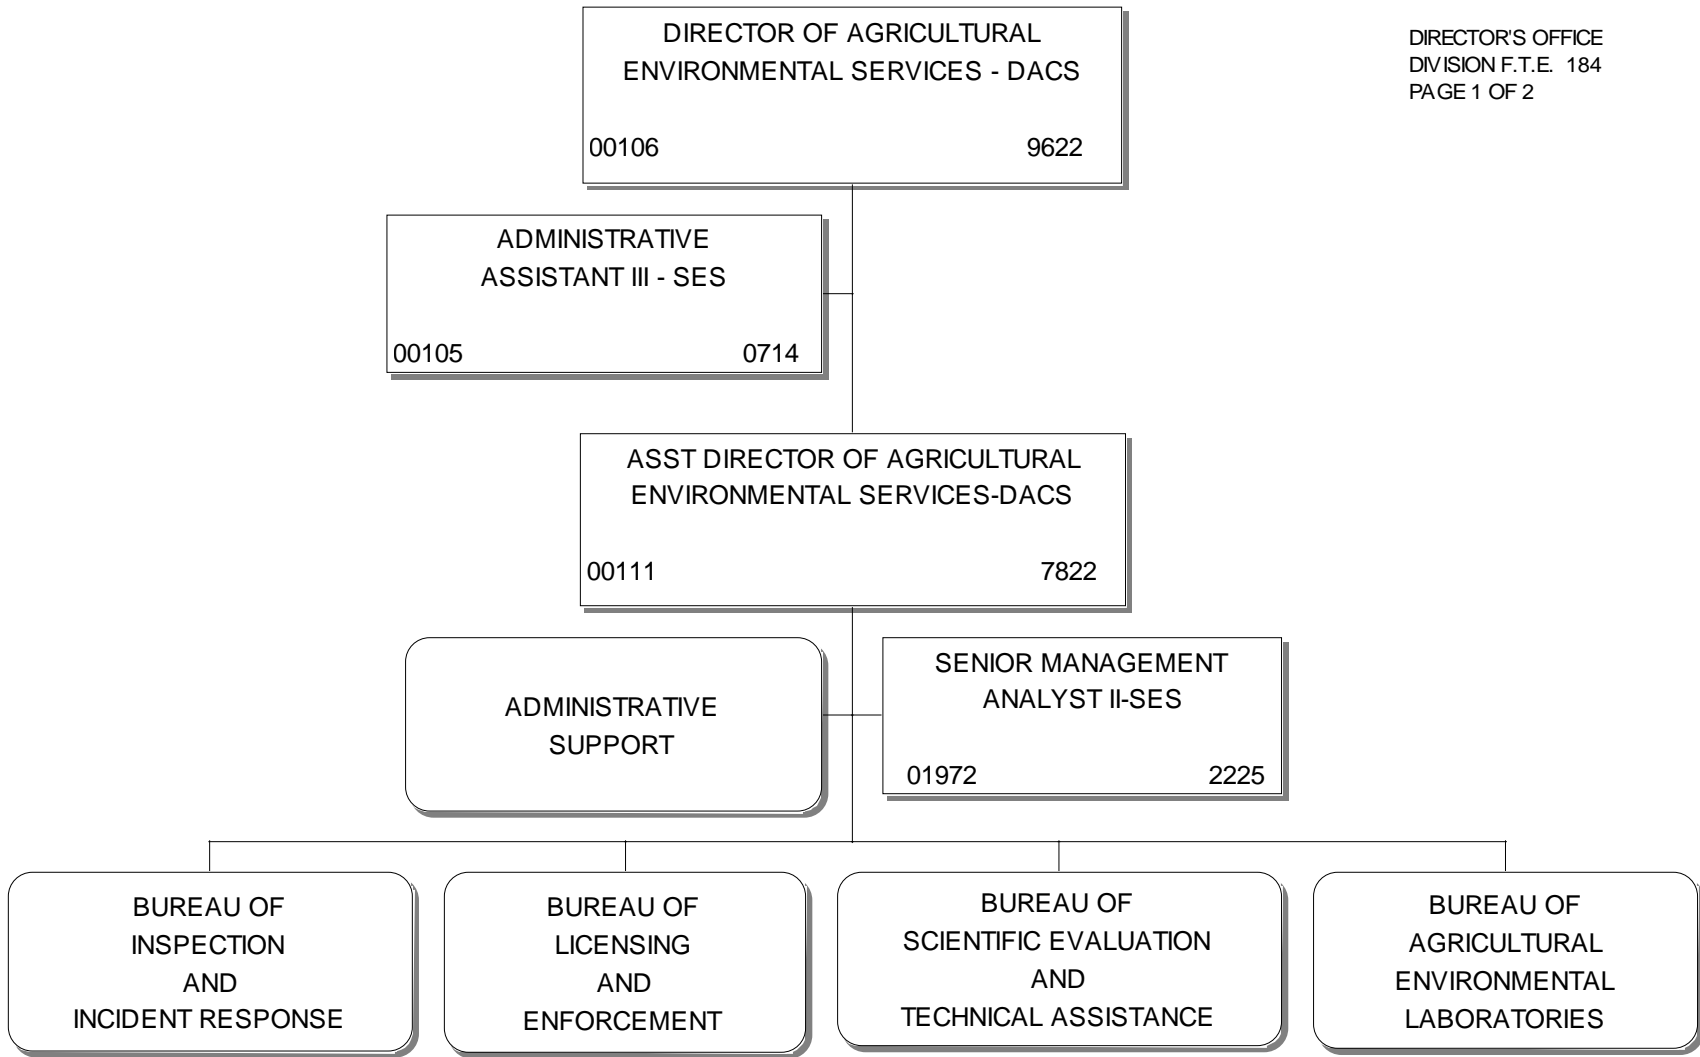 DIRECTOR OF AGRICULTURAL
ENVIRONMENTAL SERVICES - DACS
00106 9622
DIRECTOR'S OFFICE
DIVISION F.T.E. 184
PAGE 1 OF 2
ADMINISTRATIVE
ASSISTANT III - SES
00105 0714
ASST DIRECTOR OF AGRICULTURAL
ENVIRONMENTAL SERVICES-DACS
00111 7822
ADMINISTRATIVE
SUPPORT
SENIOR MANAGEMENT
ANALYST II-SES
01972 2225
BUREAU OF
INSPECTION
AND
INCIDENT RESPONSE
BUREAU OF
LICENSING
AND
ENFORCEMENT
BUREAU OF
SCIENTIFIC EVALUATION
AND
TECHNICAL ASSISTANCE
BUREAU OF
AGRICULTURAL
ENVIRONMENTAL
LABORATORIES